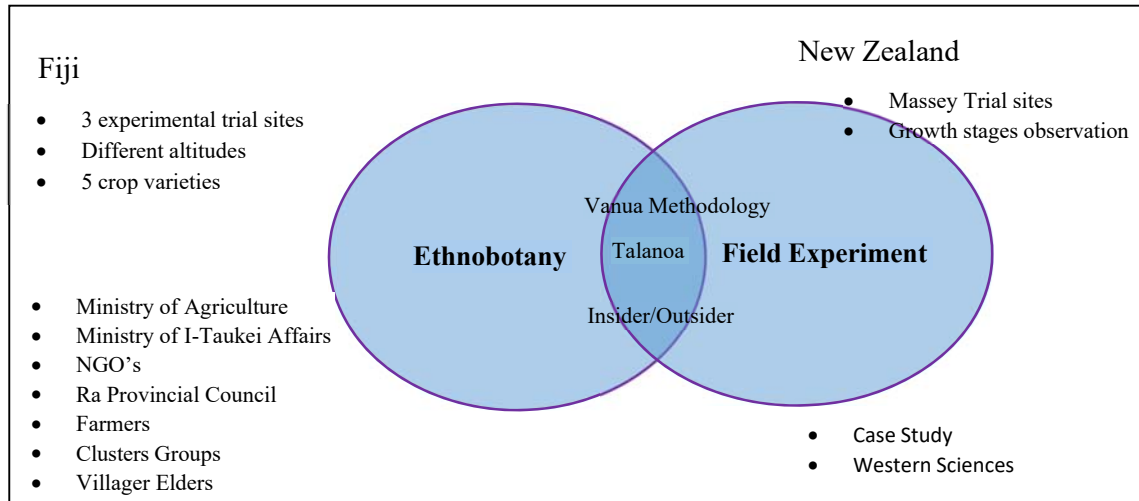 Fiji
• 3 experimental trial sites
• Different altitudes
• 5 crop varieties
New Zealand
• Massey Trial sites
• Growth stages observation
Vanua Methodology
Ethnobotany
Talanoa
Field Experiment
Insider/Outsider
• Ministry of Agriculture
• Ministry of I-Taukei Affairs
• NGO’s
• Ra Provincial Council
• Farmers
• Clusters Groups
• Villager Elders
• Case Study
• Western Sciences